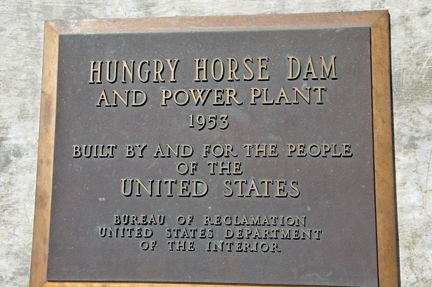 HUNGRY HORSE DAM
AND POWER PLANT
1953
BUILT BY AND FOR THE PEOPLE
OF THE
UNITED STATES
BUREAU OF RECLAMATION
UNITED STATES DEPARTMENT
OF THE INTERIOR